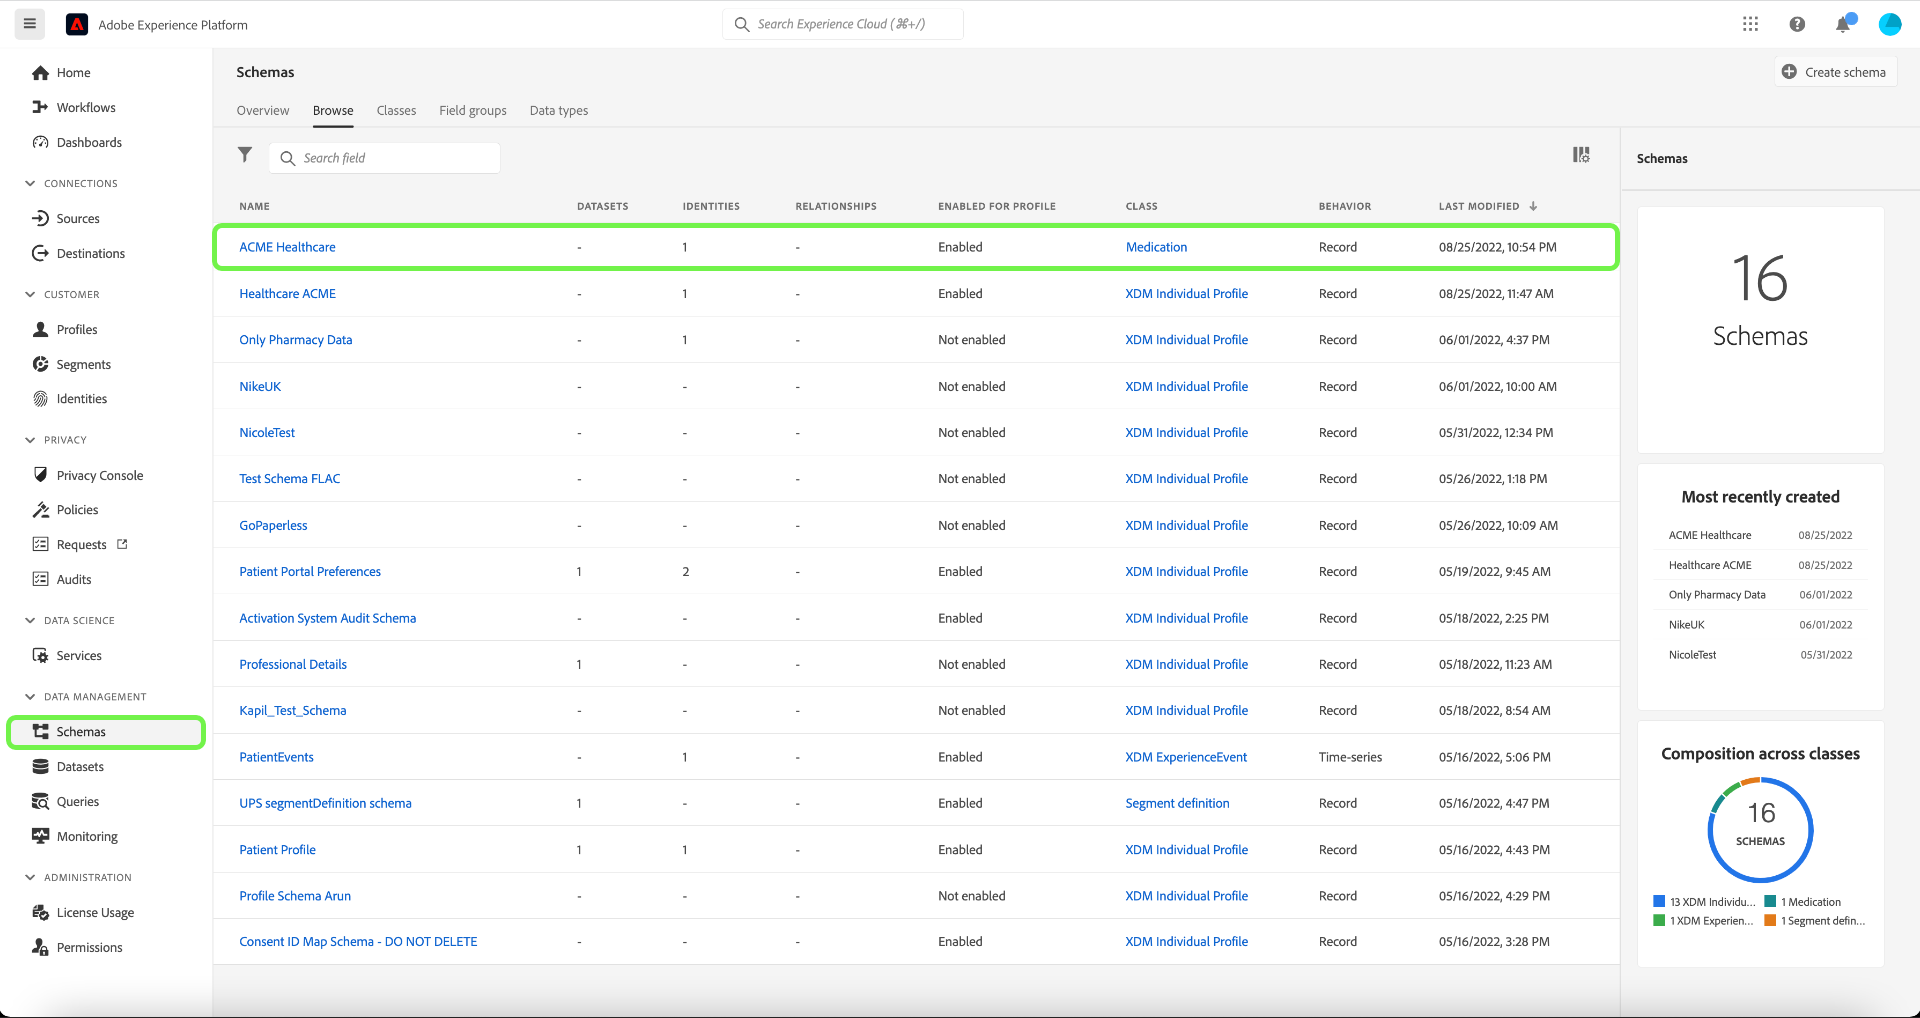 Adobe Experience Platform
Search Experience Cloud (⌘+/)
Home
Workflows
Dashboards
CONNECTIONS
Sources
Destinations
CUSTOMER
Profiles
Segments
Identities
PRIVACY
Privacy Console
Policies
Requests
Audits
DATA SCIENCE
Services
DATA MANAGEMENT
Schemas
Datasets
Queries
Monitoring
ADMINISTRATION
License Usage
Permissions
Schemas
Create schema
Overview Browse Classes Field groups Data types
Search field
NAME DATASETS IDENTITIES RELATIONSHIPS ENABLED FOR PROFILE CLASS BEHAVIOR LAST MODIFIED
ACME Healthcare - 1 - Enabled Medication Record 08/25/2022, 10:54 PM
Healthcare ACME - 1 - Enabled XDM Individual Profile Record 08/25/2022, 11:47 AM
Only Pharmacy Data - 1 - Not enabled XDM Individual Profile Record 06/01/2022, 4:37 PM
NikeUK - - - Not enabled XDM Individual Profile Record 06/01/2022, 10:00 AM
NicoleTest - - - Not enabled XDM Individual Profile Record 05/31/2022, 12:34 PM
Test Schema FLAC - - - Not enabled XDM Individual Profile Record 05/26/2022, 1:18 PM
GoPaperless - - - Not enabled XDM Individual Profile Record 05/26/2022, 10:09 AM
Patient Portal Preferences 1 2 - Enabled XDM Individual Profile Record 05/19/2022, 9:45 AM
Activation System Audit Schema - - - Enabled XDM Individual Profile Record 05/18/2022, 2:25 PM
Professional Details 1 - - Not enabled XDM Individual Profile Record 05/18/2022, 11:23 AM
Kapil_Test_Schema - - - Not enabled XDM Individual Profile Record 05/18/2022, 8:54 AM
PatientEvents - 1 - Enabled XDM ExperienceEvent Time-series 05/16/2022, 5:06 PM
UPS segmentDefinition schema 1 - - Enabled Segment definition Record 05/16/2022, 4:47 PM
Patient Profile 1 1 - Enabled XDM Individual Profile Record 05/16/2022, 4:43 PM
Profile Schema Arun - - - Not enabled XDM Individual Profile Record 05/16/2022, 4:29 PM
Consent ID Map Schema - DO NOT DELETE - - - Enabled XDM Individual Profile Record 05/16/2022, 3:28 PM
Schemas
16
Schemas
Most recently created
ACME Healthcare 08/25/2022
Healthcare ACME 08/25/2022
Only Pharmacy Data 06/01/2022
NikeUK 06/01/2022
NicoleTest 05/31/2022
Composition across classes
16
SCHEMAS
13 XDM Individu... 1 Medication
1 XDM Experien... 1 Segment defin...